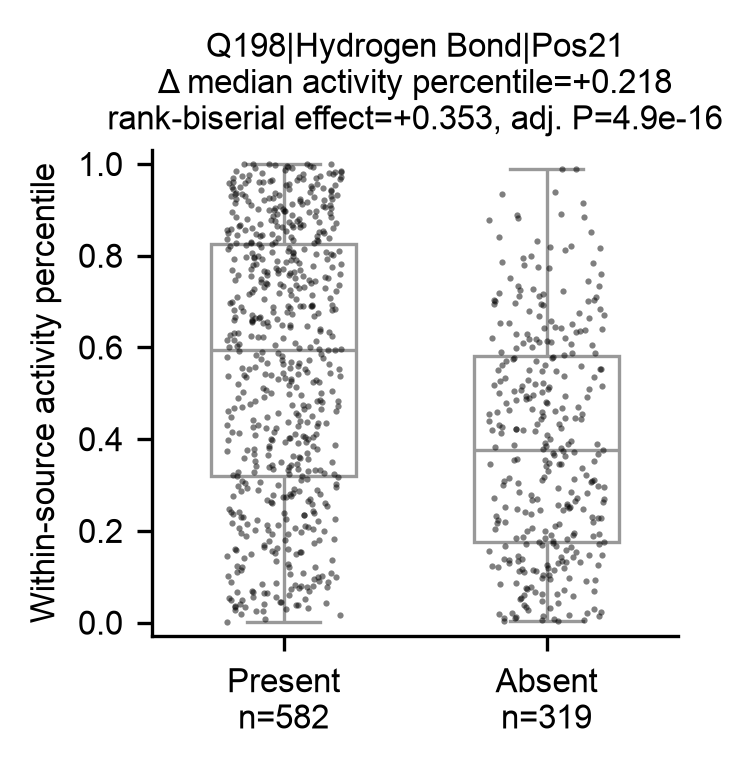 Q198|Hydrogen Bond|Pos21
Δ median activity percentile=+0.218
rank-biserial effect=+0.353, adj. P=4.9e-16
Within-source activity percentile
1.0
0.8
0.6
0.4
0.2
0.0
Present
n=582
Absent
n=319